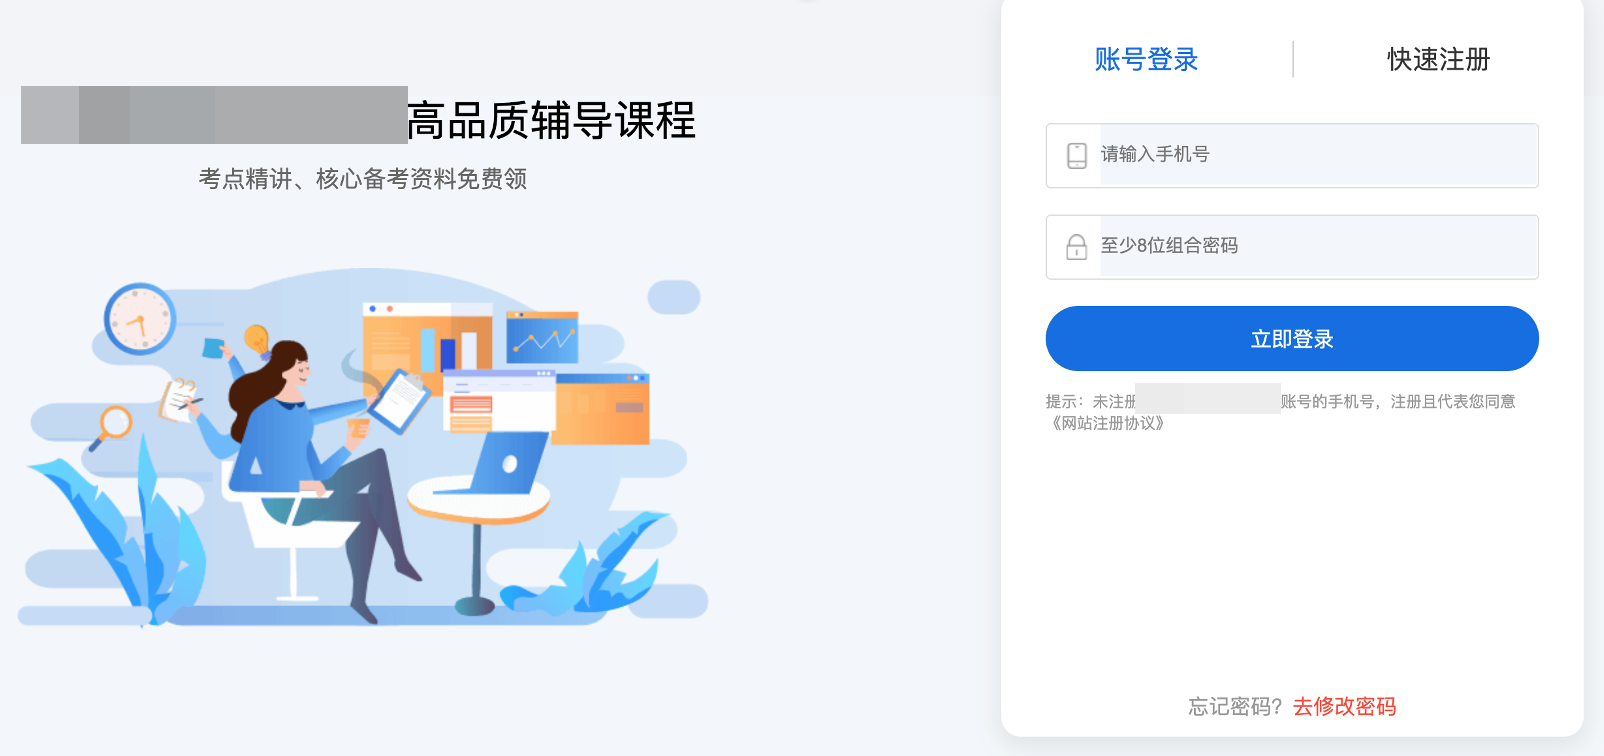 高品质辅导课程
考点精讲、核心备考资料免费领
账号登录
快速注册
请输入手机号
至少8位组合密码
立即登录
提示：未注册账号的手机号，注册且代表您同意
《网站注册协议》
忘记密码？去修改密码